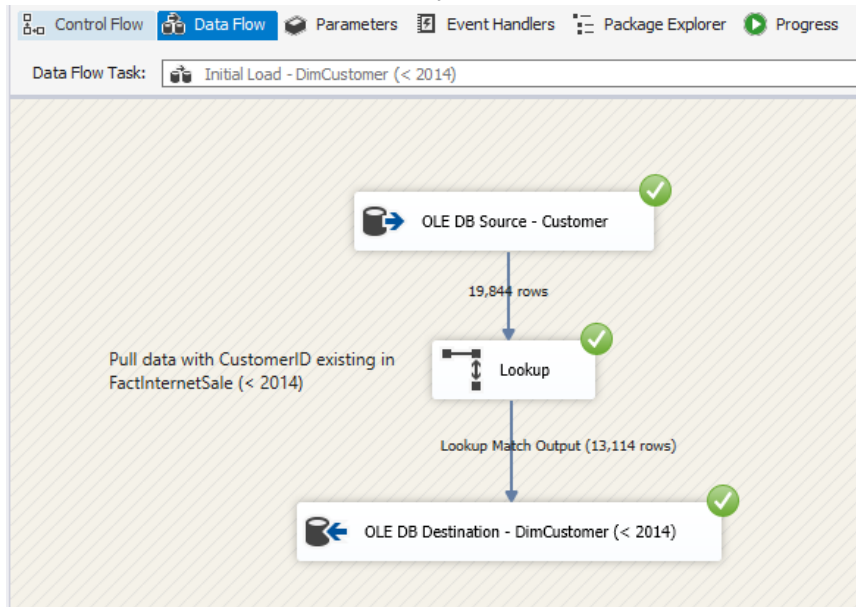 Control Flow Data Flow Parameters Event Handlers Package Explorer Progress
Data Flow Task: Initial Load - DimCustomer (< 2014)
OLE DB Source - Customer
19,844 rows
Pull data with CustomerID existing in
FactInternetSale (< 2014)
Lookup
Lookup Match Output (13,114 rows)
OLE DB Destination - DimCustomer (< 2014)